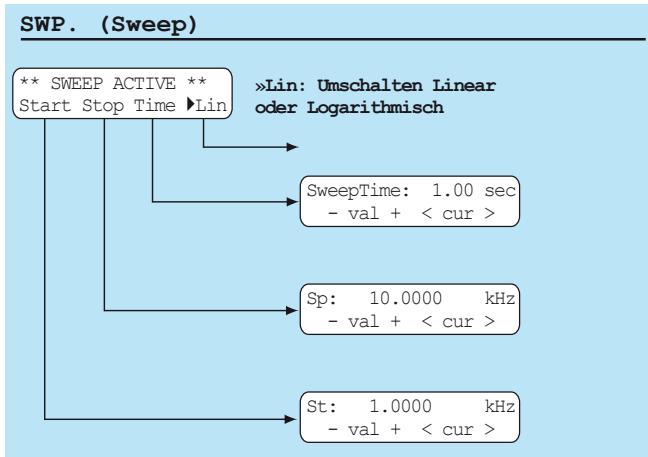 SWP. (Sweep)
** SWEEP ACTIVE **
Start Stop Time ▶Lin
»Lin: Umschalten Linear
oder Logarithmisch
SweepTime: 1.00 sec
- val + < cur >
Sp: 10.0000 kHz
- val + < cur >
St: 1.0000 kHz
- val + < cur >